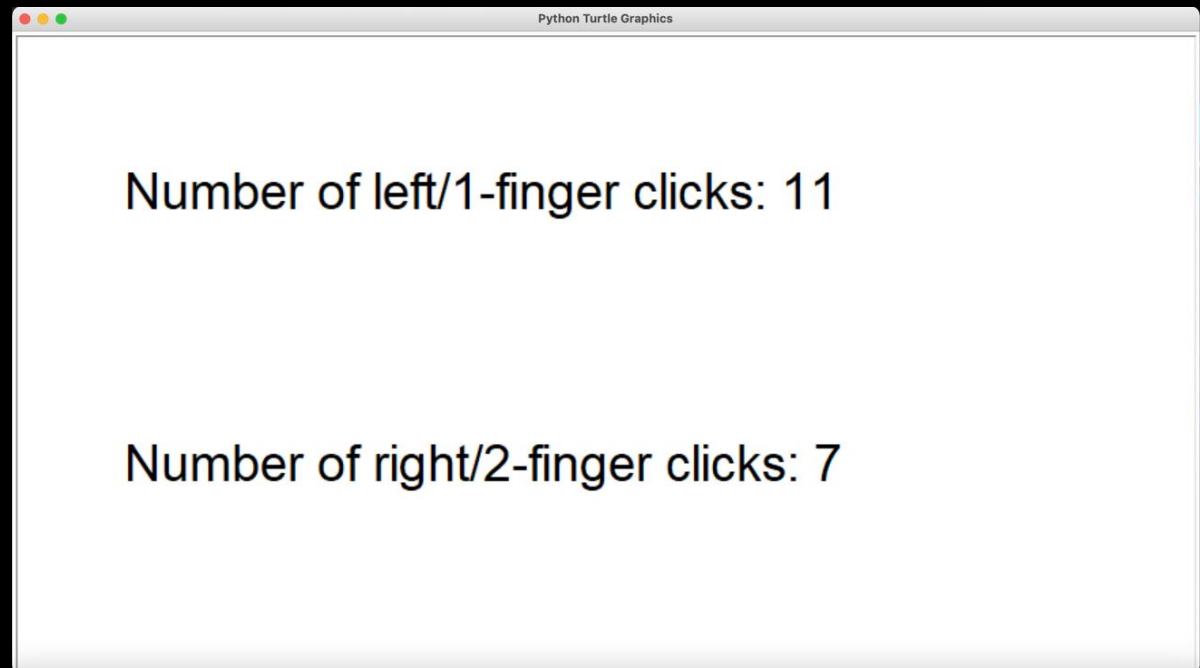 Python Turtle Graphics
Number of left/1-finger clicks: 11
Number of right/2-finger clicks: 7